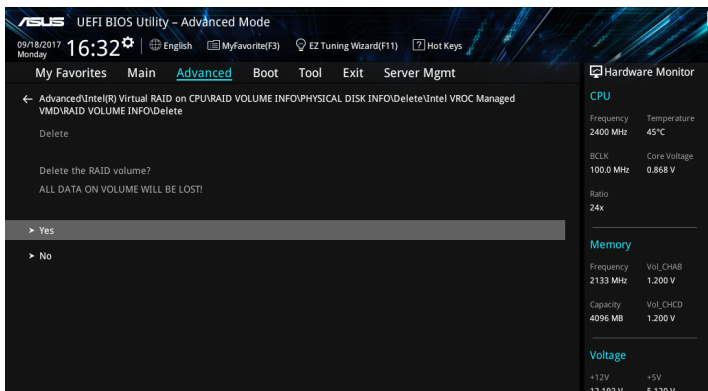 ASUS UEFI BIOS Utility – Advanced Mode
09/18/2017 Monday 16:32 English MyFavorite(F3) EZ Tuning Wizard(F11) ? Hot Keys
My Favorites Main Advanced Boot Tool Exit Server Mgmt
Advanced\Intel(R) Virtual RAID on CPU\RAID VOLUME INFO\PHYSICAL DISK INFO\Delete\Intel VROC Managed
VMD\RAID VOLUME INFO\Delete
Delete
Delete the RAID volume?
ALL DATA ON VOLUME WILL BE LOST!
Yes
No
Hardware Monitor
CPU
Frequency Temperature
2400 MHz 45°C
BCLK Core Voltage
100.0 MHz 0.868 V
Ratio
24x
Memory
Frequency Vol_CHAB
2133 MHz 1.200 V
Capacity Vol_CHCD
4096 MB 1.200 V
Voltage
+12V +5V
12.192 V 5.120 V